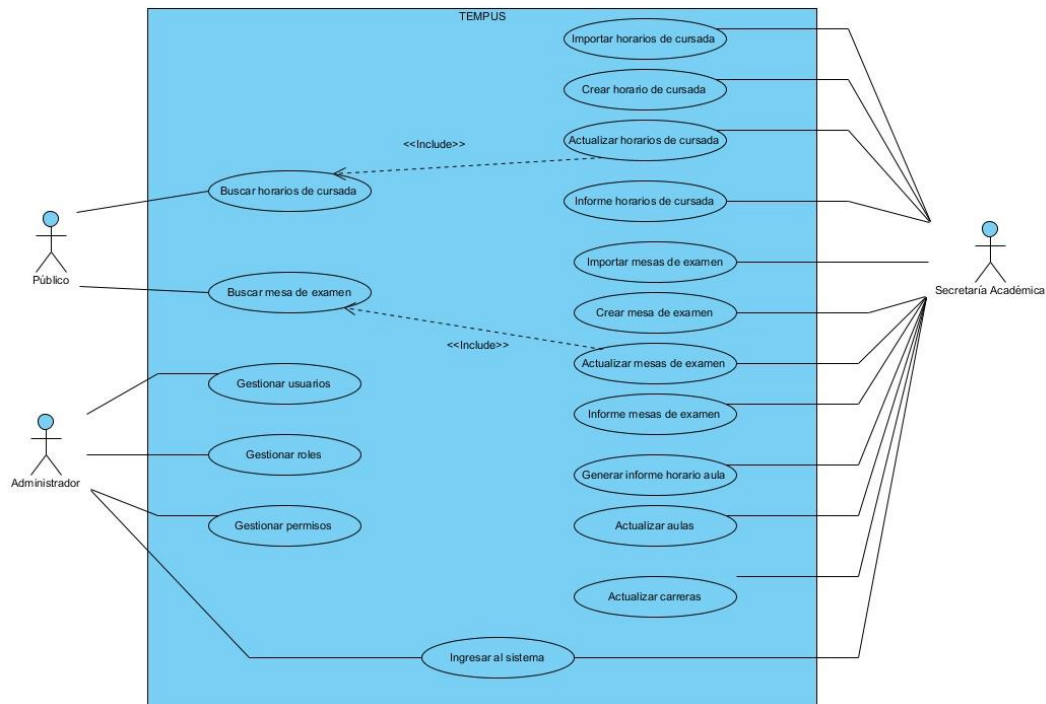 TEMPUS
Importar horarios de cursada
Crear horario de cursada
Actualizar horarios de cursada
<<Include>>
Buscar horarios de cursada
Informe horarios de cursada
Público
Importar mesas de examen
Secretaría Académica
Buscar mesa de examen
Crear mesa de examen
<<Include>>
Actualizar mesas de examen
Gestionar usuarios
Informe mesas de examen
Administrador
Gestionar roles
Generar informe horario aula
Gestionar permisos
Actualizar aulas
Actualizar carreras
Ingresar al sistema